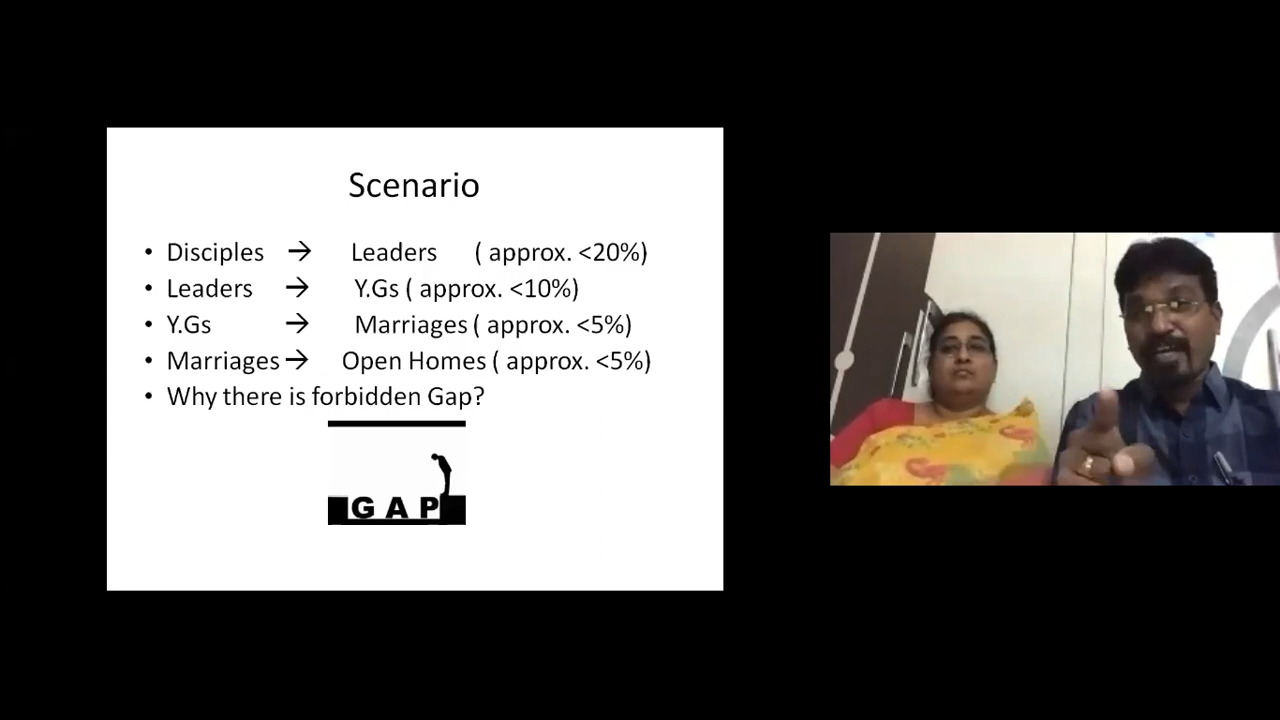 Scenario
• Disciples → Leaders ( approx. <20%)
• Leaders → Y.Gs ( approx. <10%)
• Y.Gs → Marriages ( approx. <5%)
• Marriages → Open Homes ( approx. <5%)
• Why there is forbidden Gap?
GAP